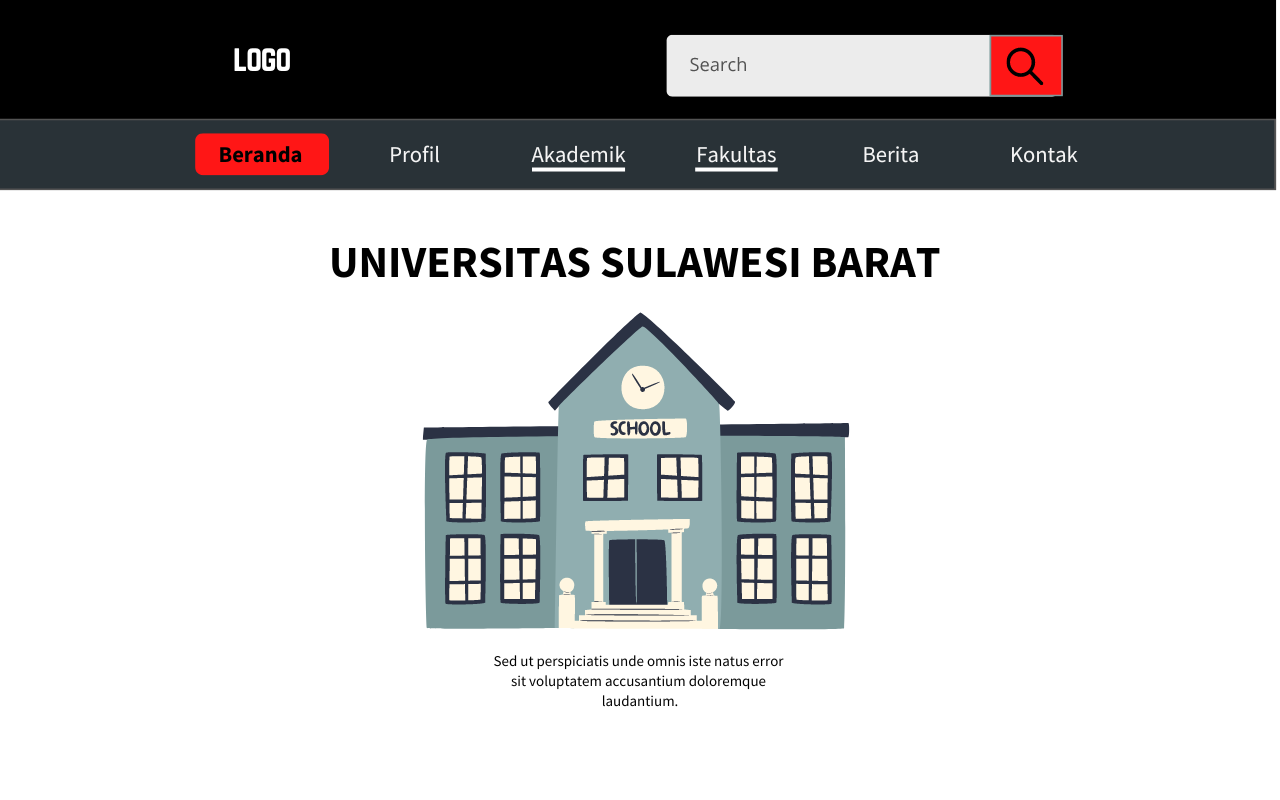 LOGO
Search
Beranda Profil Akademik Fakultas Berita Kontak
UNIVERSITAS SULAWESI BARAT
SCHOOL
Sed ut perspiciatis unde omnis iste natus error
sit voluptatem accusantium doloremque
laudantium.